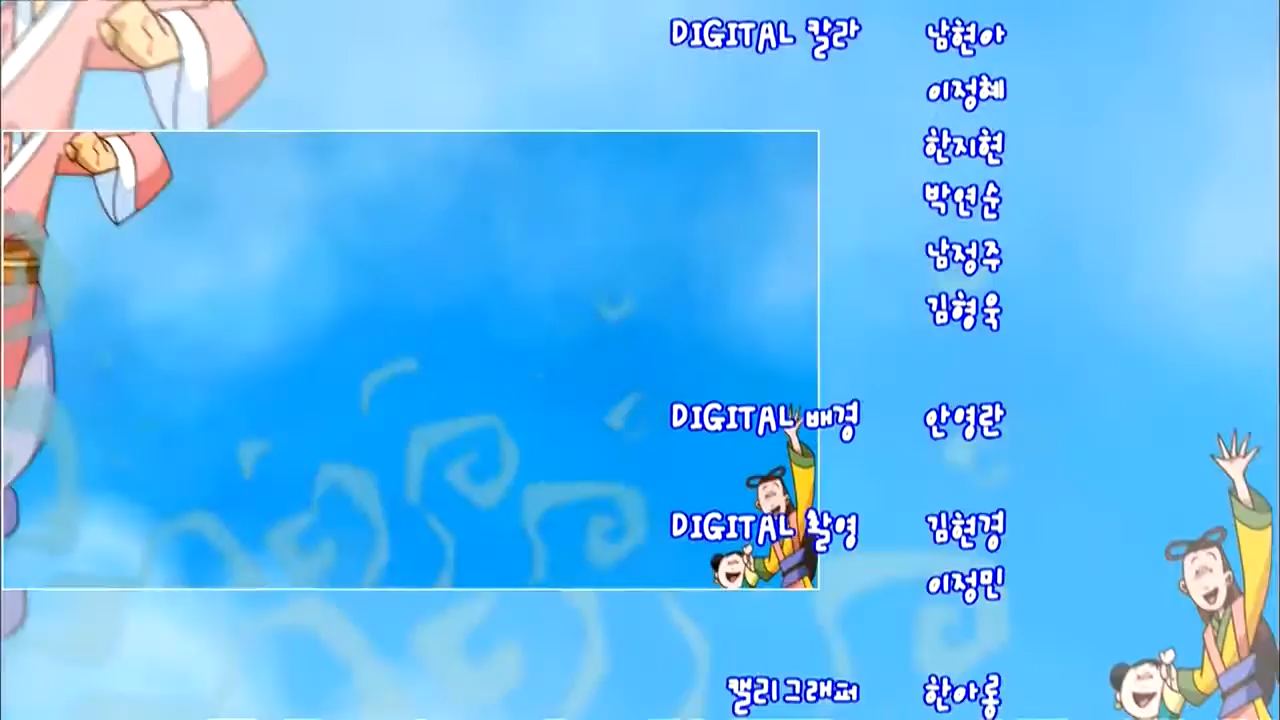 DIGITAL 칼라 남현아
이정혜
한지현
박연순
남정주
김형욱
DIGITAL 배경 안영란
DIGITAL 촬영 김현경
이정민
캘리그래퍼 한아롱